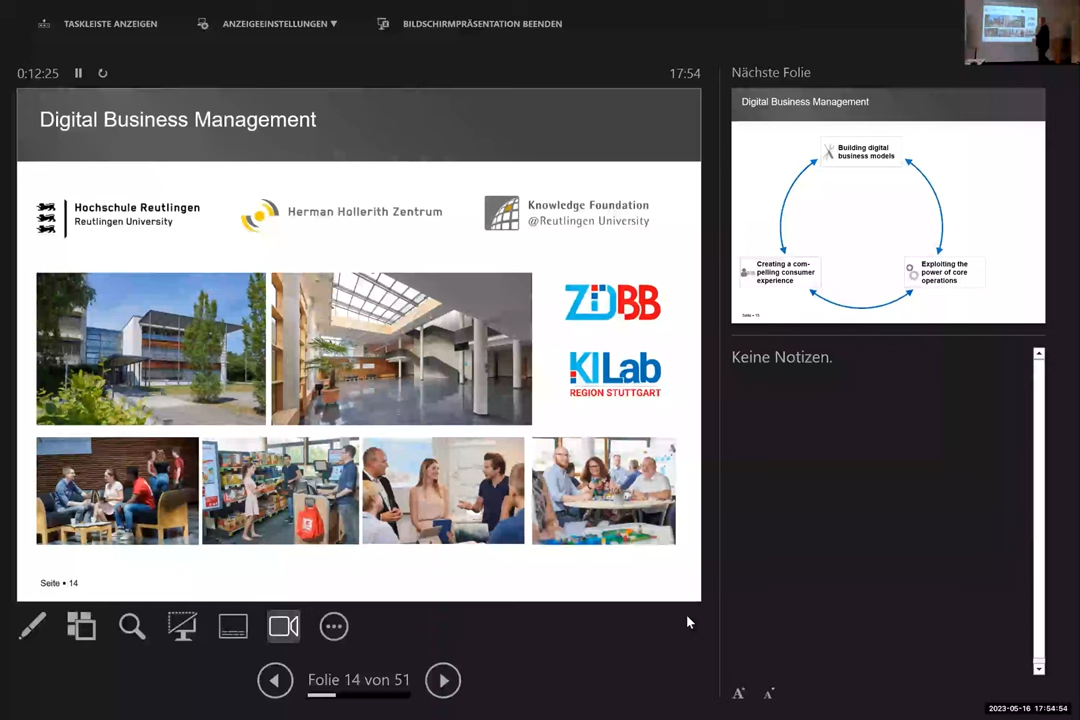 TASKLEISTE ANZEIGEN
ANZEIGEEINSTELLUNGEN ▼
BILDSCHIRMPRÄSENTATION BEENDEN
0:12:25
17:54
Digital Business Management
Hochschule Reutlingen
Reutlingen University
Herman Hollerith Zentrum
Knowledge Foundation
@Reutlingen University
ZDBB
KI Lab
REGION STUTTGART
Seite ▪ 14
Folie 14 von 51
Nächste Folie
Digital Business Management
Building digital
business models
Creating a com-
pelling consumer
experience
Exploiting the
power of core
operations
Seite ▪ 15
Keine Notizen.
A
A
2023-05-16 17:54:54